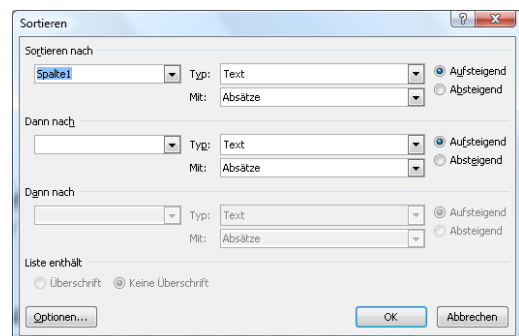 Sortieren
Sortieren nach
Spalte1 Typ: Text Aufsteigend
Mit: Absätze Absteigend
Dann nach
Typ: Text Aufsteigend
Mit: Absätze Absteigend
Dann nach
Typ: Text Aufsteigend
Mit: Absätze Absteigend
Liste enthält
Überschrift Keine Überschrift
Optionen... OK Abbrechen